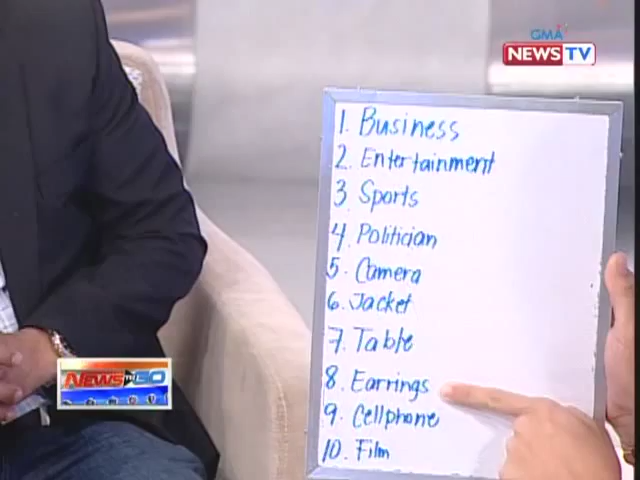 GMA
NEWS TV
1. Business
2. Entertainment
3. Sports
4. Politician
5. Camera
6. Jacket
7. Table
8. Earrings
9. Cellphone
10. Film
NEWS TO GO